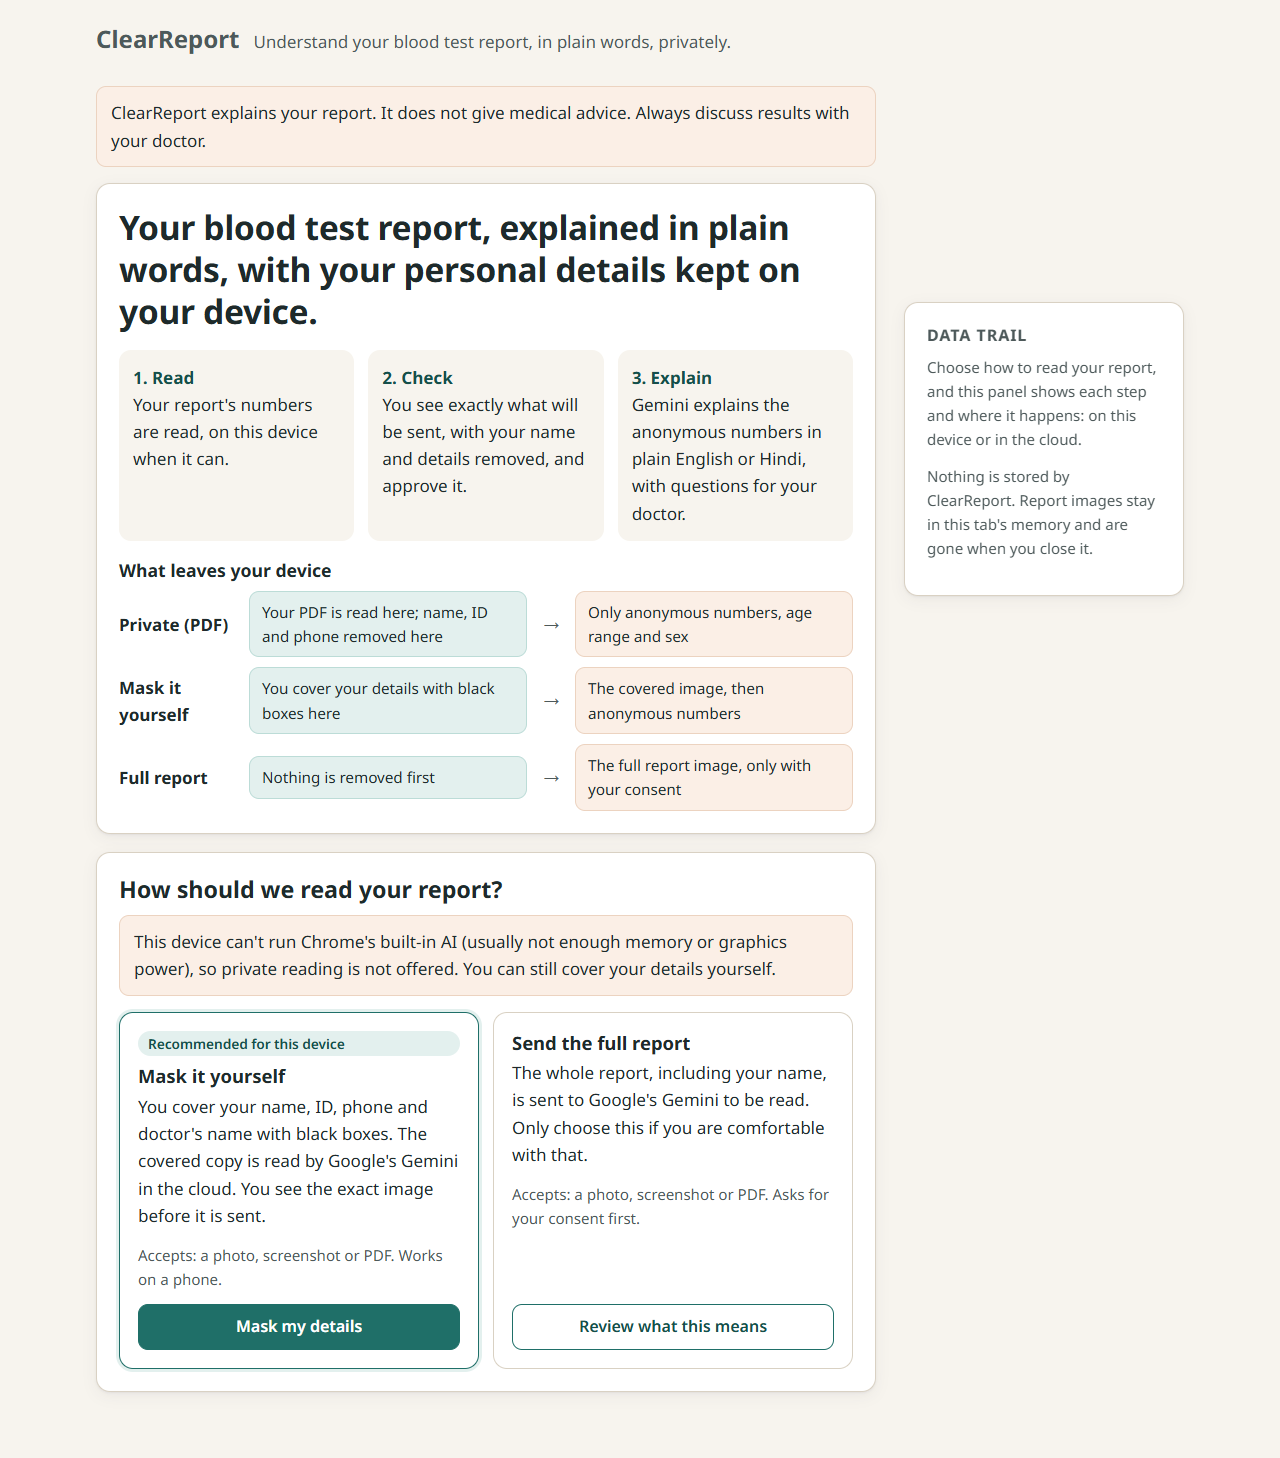 ClearReport Understand your blood test report, in plain words, privately.
ClearReport explains your report. It does not give medical advice. Always discuss results with
your doctor.
Your blood test report, explained in plain
words, with your personal details kept on
your device.
1. Read
Your report's numbers
are read, on this device
when it can.
2. Check
You see exactly what will
be sent, with your name
and details removed, and
approve it.
3. Explain
Gemini explains the
anonymous numbers in
plain English or Hindi,
with questions for your
doctor.
What leaves your device
Private (PDF)
Your PDF is read here; name, ID
and phone removed here
→
Only anonymous numbers, age
range and sex
Mask it
yourself
You cover your details with black
boxes here
→
The covered image, then
anonymous numbers
Full report
Nothing is removed first
→
The full report image, only with
your consent
DATA TRAIL
Choose how to read your report,
and this panel shows each step
and where it happens: on this
device or in the cloud.
Nothing is stored by
ClearReport. Report images stay
in this tab's memory and are
gone when you close it.
How should we read your report?
This device can't run Chrome's built-in AI (usually not enough memory or graphics
power), so private reading is not offered. You can still cover your details yourself.
Recommended for this device
Mask it yourself
You cover your name, ID, phone and
doctor's name with black boxes. The
covered copy is read by Google's Gemini
in the cloud. You see the exact image
before it is sent.
Accepts: a photo, screenshot or PDF. Works
on a phone.
Mask my details
Send the full report
The whole report, including your name,
is sent to Google's Gemini to be read.
Only choose this if you are comfortable
with that.
Accepts: a photo, screenshot or PDF. Asks for
your consent first.
Review what this means